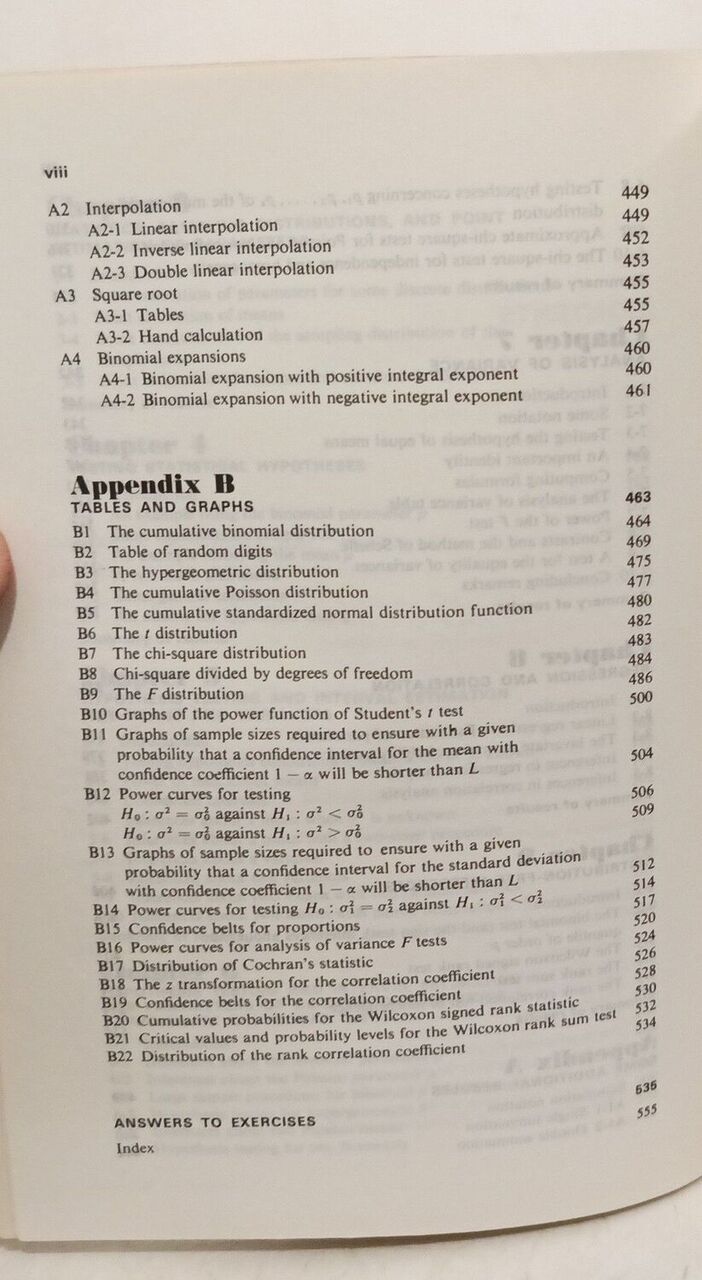 viii
A2 Interpolation 449
A2-1 Linear interpolation 449
A2-2 Inverse linear interpolation 452
A2-3 Double linear interpolation 453
A3 Square root 455
A3-1 Tables 455
A3-2 Hand calculation 457
A4 Binomial expansions 460
A4-1 Binomial expansion with positive integral exponent 460
A4-2 Binomial expansion with negative integral exponent 461
Appendix B
TABLES AND GRAPHS 463
B1 The cumulative binomial distribution 464
B2 Table of random digits 469
B3 The hypergeometric distribution 475
B4 The cumulative Poisson distribution 477
B5 The cumulative standardized normal distribution function 480
B6 The t distribution 482
B7 The chi-square distribution 483
B8 Chi-square divided by degrees of freedom 484
B9 The F distribution 486
B10 Graphs of the power function of Student's t test 500
B11 Graphs of sample sizes required to ensure with a given
probability that a confidence interval for the mean with
confidence coefficient 1 − α will be shorter than L 504
B12 Power curves for testing
H₀ : σ² = σ₀² against H₁ : σ² < σ₀² 506
H₀ : σ² = σ₀² against H₁ : σ² > σ₀² 509
B13 Graphs of sample sizes required to ensure with a given
probability that a confidence interval for the standard deviation
with confidence coefficient 1 − α will be shorter than L 512
B14 Power curves for testing H₀ : σ₁² = σ₂² against H₁ : σ₁² < σ₂² 514
B15 Confidence belts for proportions 517
B16 Power curves for analysis of variance F tests 520
B17 Distribution of Cochran's statistic 524
B18 The z transformation for the correlation coefficient 526
B19 Confidence belts for the correlation coefficient 528
B20 Cumulative probabilities for the Wilcoxon signed rank statistic 530
B21 Critical values and probability levels for the Wilcoxon rank sum test 532
B22 Distribution of the rank correlation coefficient 534
ANSWERS TO EXERCISES 535
Index 555